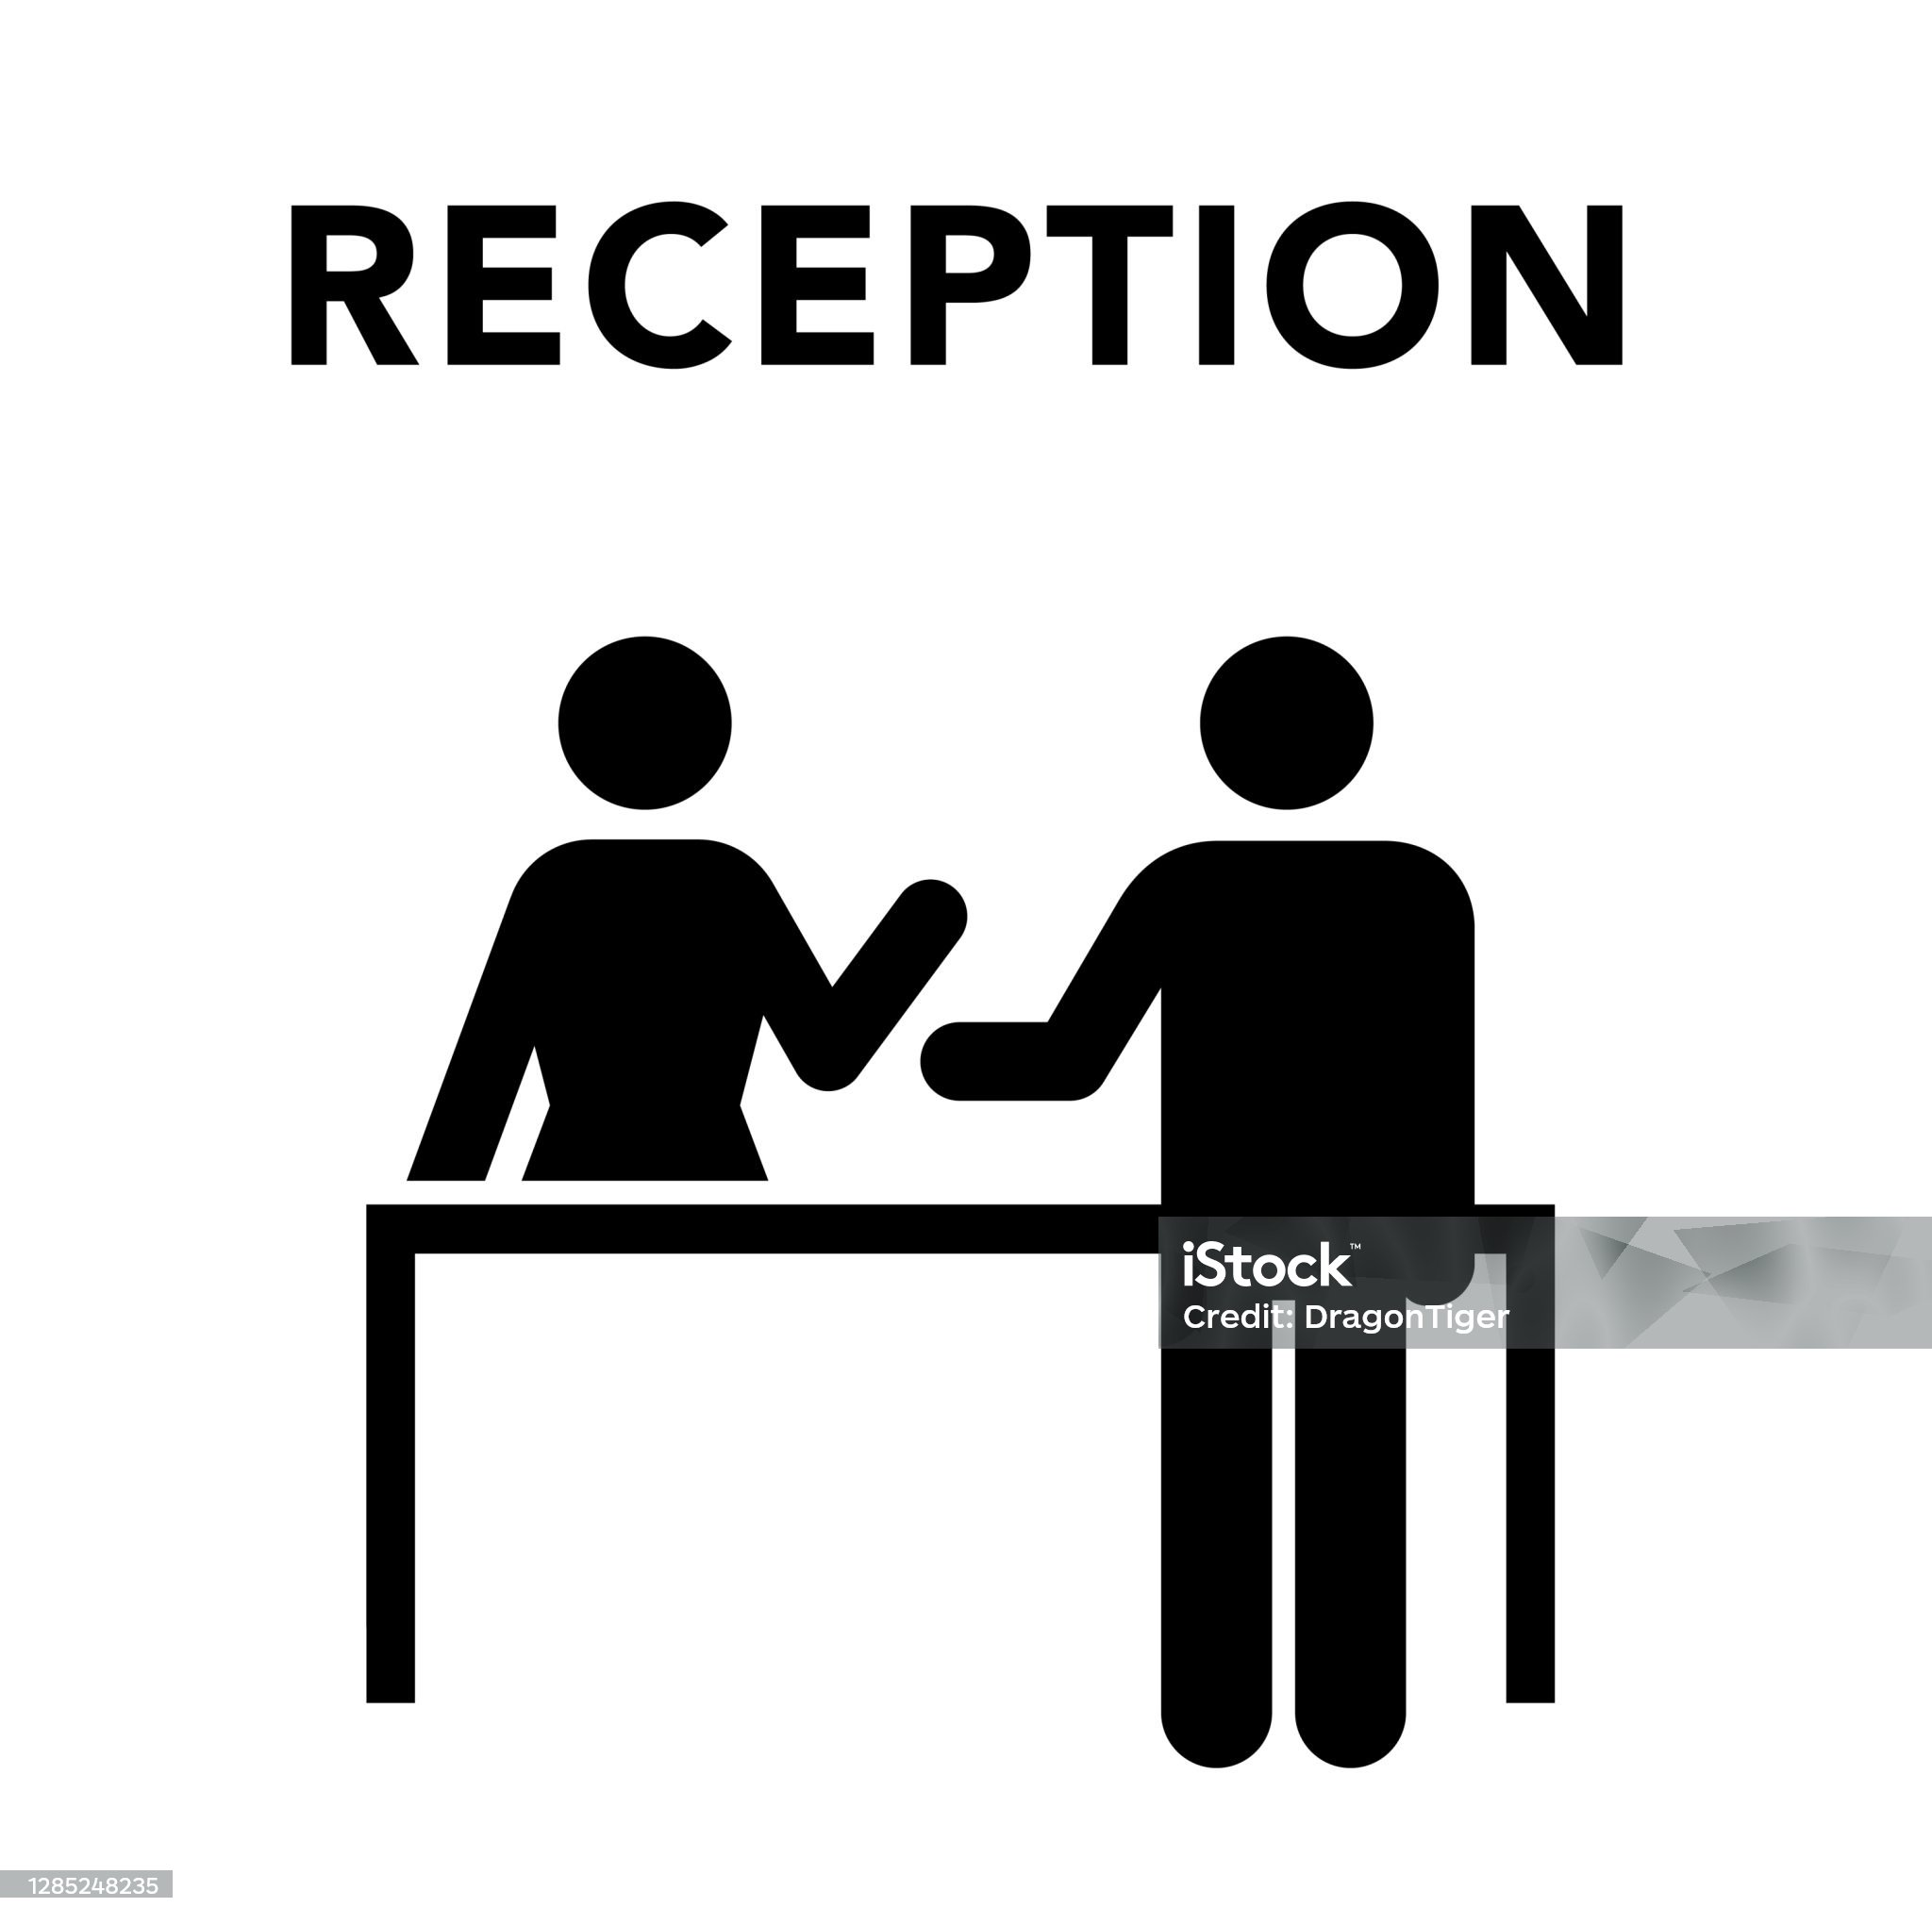 RECEPTION
iStock™
Credit: DragonTiger
1285248235